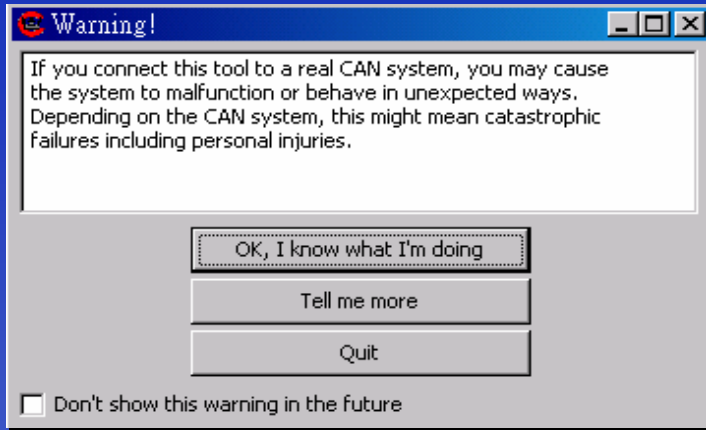 Warning!
If you connect this tool to a real CAN system, you may cause
the system to malfunction or behave in unexpected ways.
Depending on the CAN system, this might mean catastrophic
failures including personal injuries.
OK, I know what I'm doing
Tell me more
Quit
Don't show this warning in the future